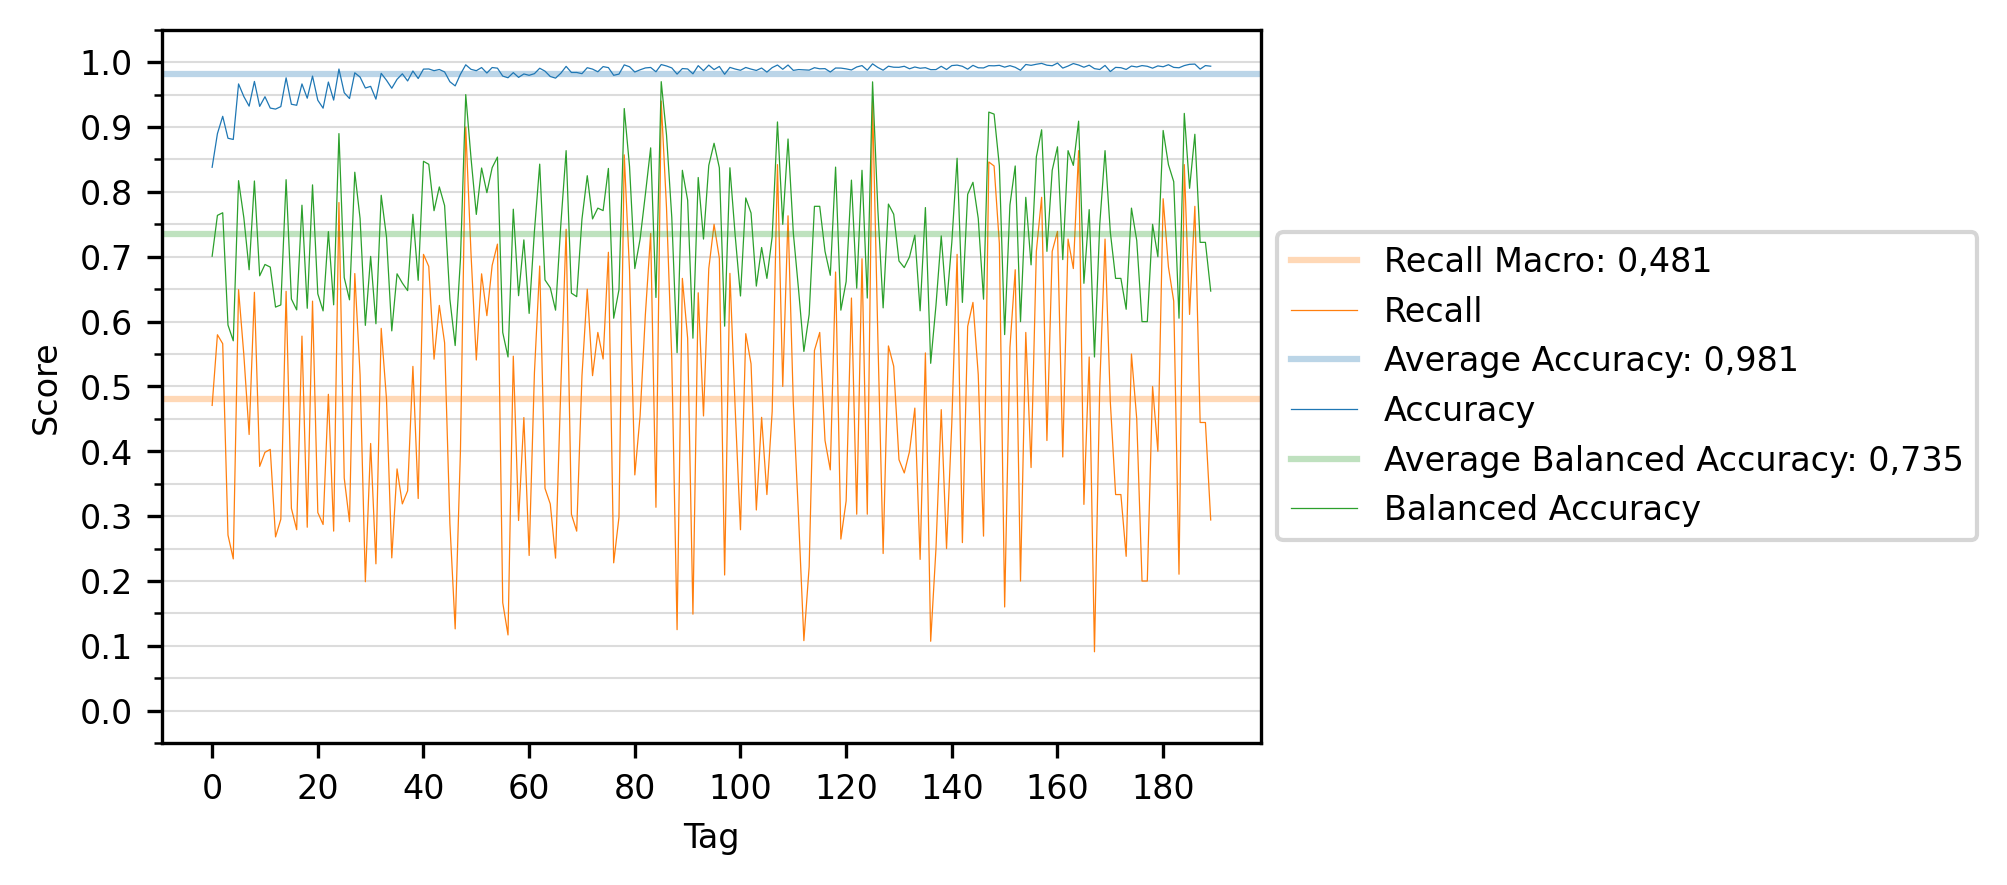 1.0
0.9
0.8
0.7
0.6
0.5
0.4
0.3
0.2
0.1
0.0
Score
0 20 40 60 80 100 120 140 160 180
Tag
Recall Macro: 0,481
Recall
Average Accuracy: 0,981
Accuracy
Average Balanced Accuracy: 0,735
Balanced Accuracy